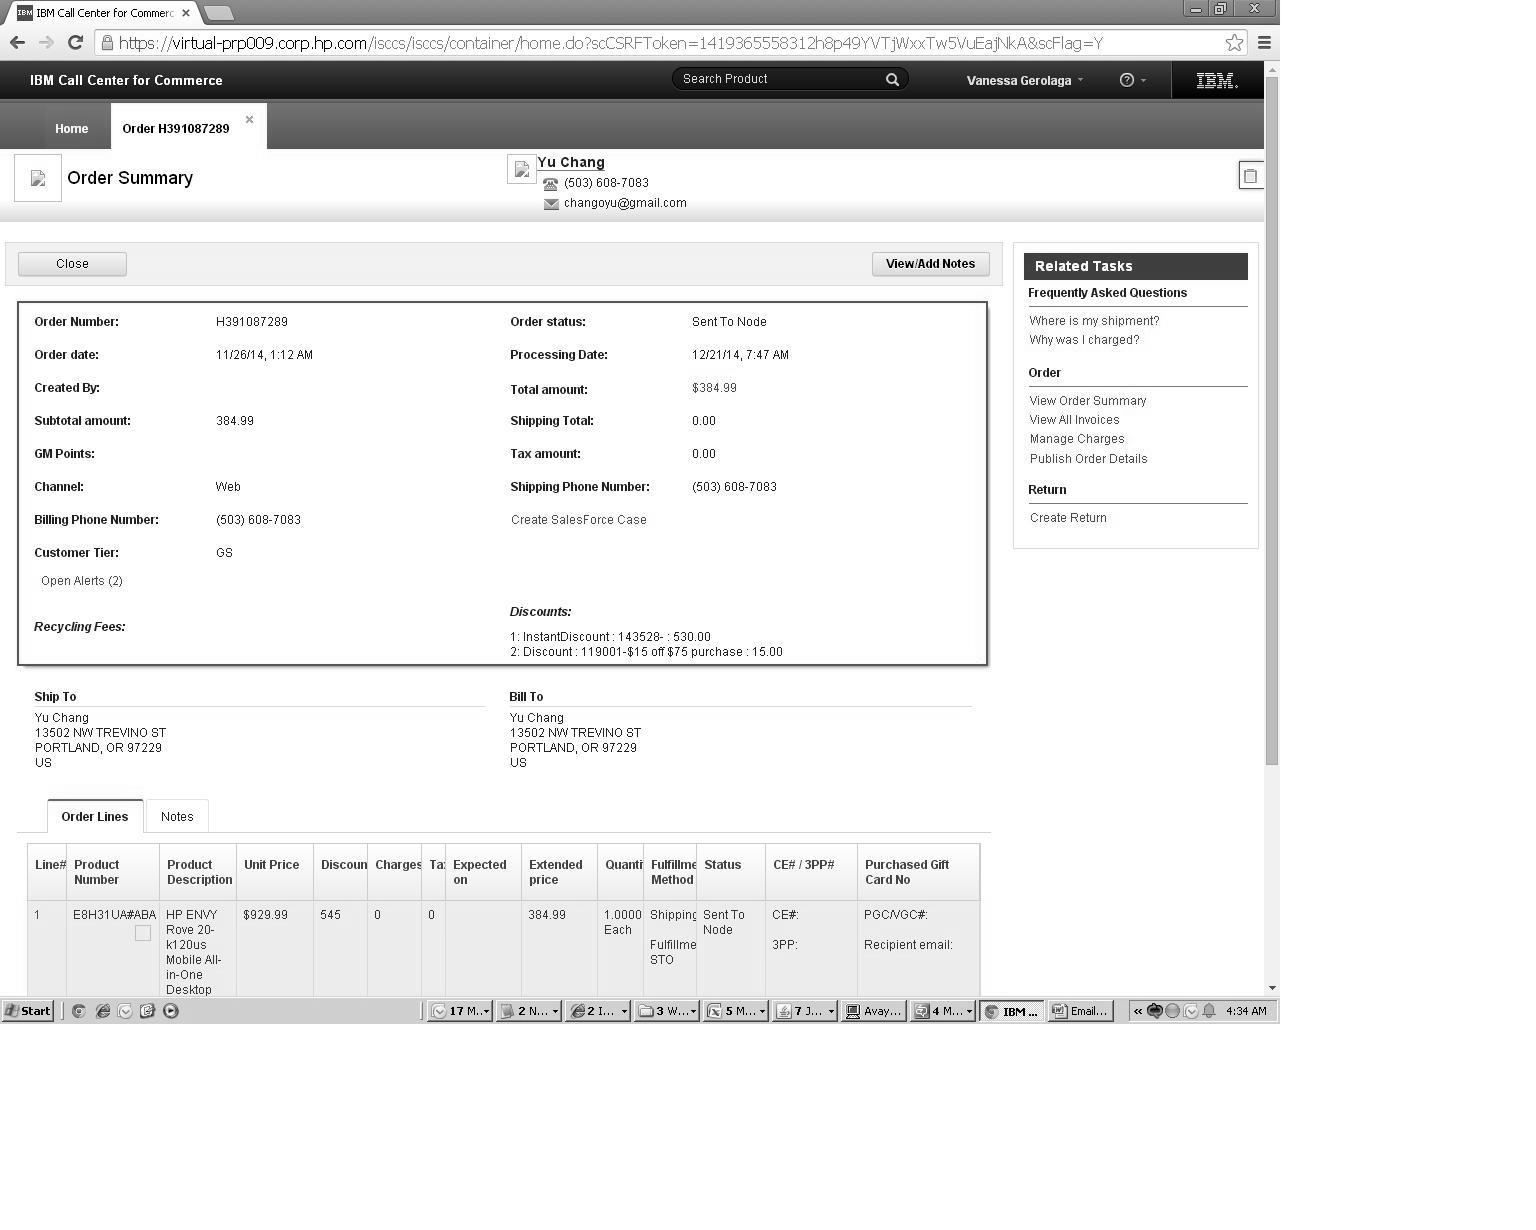 IBM IBM Call Center for Commerc
https://virtual-prp009.corp.hp.com/isccs/isccs/container/home.do?scCSRFToken=1419365558312h8p49YVTjWxxTw5VuEajNkA&scFlag=Y
IBM Call Center for Commerce
Search Product
Vanessa Gerolaga
IBM
Home
Order H391087289
Order Summary
Yu Chang
(503) 608-7083
changoyu@gmail.com
Close
View/Add Notes
Order Number: H391087289 Order status: Sent To Node
Order date: 11/26/14, 1:12 AM Processing Date: 12/21/14, 7:47 AM
Created By: Total amount: $384.99
Subtotal amount: 384.99 Shipping Total: 0.00
GM Points: Tax amount: 0.00
Channel: Web Shipping Phone Number: (503) 608-7083
Billing Phone Number: (503) 608-7083 Create SalesForce Case
Customer Tier: GS
Open Alerts (2)
Recycling Fees:
Discounts:
1: InstantDiscount : 143528- : 530.00
2: Discount : 119001-$15 off $75 purchase : 15.00
Related Tasks
Frequently Asked Questions
Where is my shipment?
Why was I charged?
Order
View Order Summary
View All Invoices
Manage Charges
Publish Order Details
Return
Create Return
Ship To
Yu Chang
13502 NW TREVINO ST
PORTLAND, OR 97229
US
Bill To
Yu Chang
13502 NW TREVINO ST
PORTLAND, OR 97229
US
Order Lines Notes
Line# Product Number Product Description Unit Price Discoun Charges Ta Expected on Extended price Quanti Fulfillme Method Status CE# / 3PP# Purchased Gift Card No
1 E8H31UA#ABA HP ENVY $929.99 545 0 0 384.99 1.0000 Shipping Sent To CE#: PGC/VGC#:
Rove 20- Each Node
k120us Fulfillme 3PP: Recipient email:
Mobile All- STO
in-One
Desktop
Start 17 M.. 2 N... 2 I... 3 W... 5 M... 7 J... Avay... 4 M... IBM ... Email... « 4:34 AM